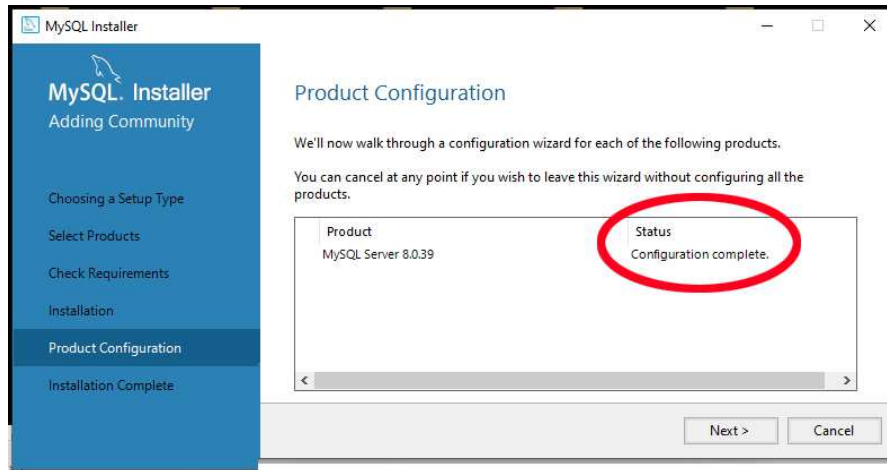 MySQL Installer
MySQL. Installer
Adding Community
Choosing a Setup Type
Select Products
Check Requirements
Installation
Product Configuration
Installation Complete
Product Configuration
We'll now walk through a configuration wizard for each of the following products.
You can cancel at any point if you wish to leave this wizard without configuring all the
products.
Product Status
MySQL Server 8.0.39 Configuration complete.
Next > Cancel